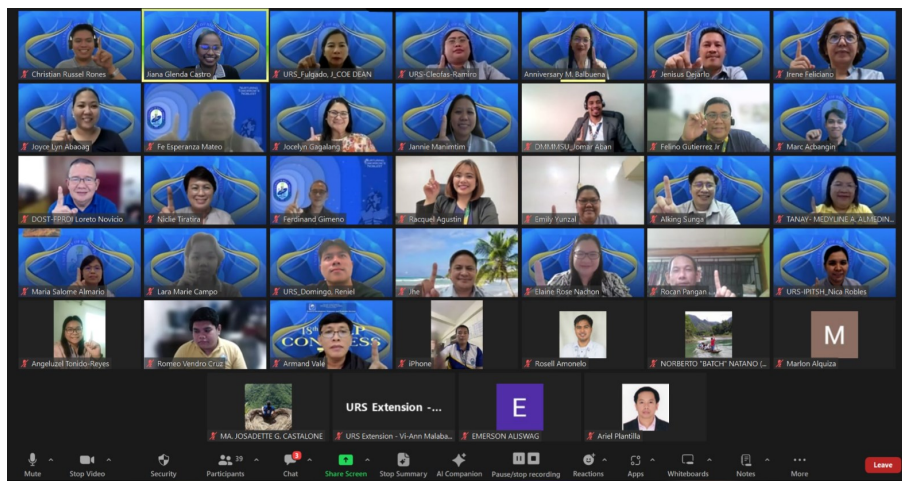 Christian Russel Rones
Jiana Glenda Castro
URS_Fulgado, J_COE DEAN
URS-Cleofas-Ramiro
Anniversary M. Balbuena
Jenisus Dejarlo
Irene Feliciano
Joyce Lyn Abaoag
Fe Esperanza Mateo
Jocelyn Gagalang
Jannie Manimtim
DMMMSU_Jomar Aban
Felino Gutierrez Jr
Marc Acbangin
DOST-FPRDI Loreto Novicio
Niclie Tiratira
Ferdinand Gimeno
Racquel Agustin
Emily Yunzal
Alking Sunga
TANAY- MEDYLINE A. ALMEDIN...
Maria Salome Almario
Lara Marie Campo
URS_Domingo, Reniel
Jhe
Elaine Rose Nachon
Rocan Pangan
URS-IPITSH_Nica Robles
18th
CONGRESS
Angeluzel Tonido-Reyes
Romeo Vendro Cruz
Armand Vale
iPhone
Rosell Amonelo
NORBERTO "BATCH" NATANO (...
M
Marlon Alquiza
URS Extension -...
E
MA. JOSADETTE G. CASTALONE
URS Extension - Vi-Ann Malaba...
EMERSON ALISWAG
Ariel Plantilla
39
3
Mute
Stop Video
Security
Participants
Chat
Share Screen
Stop Summary
AI Companion
Pause/stop recording
Reactions
Apps
Whiteboards
Notes
More
Leave